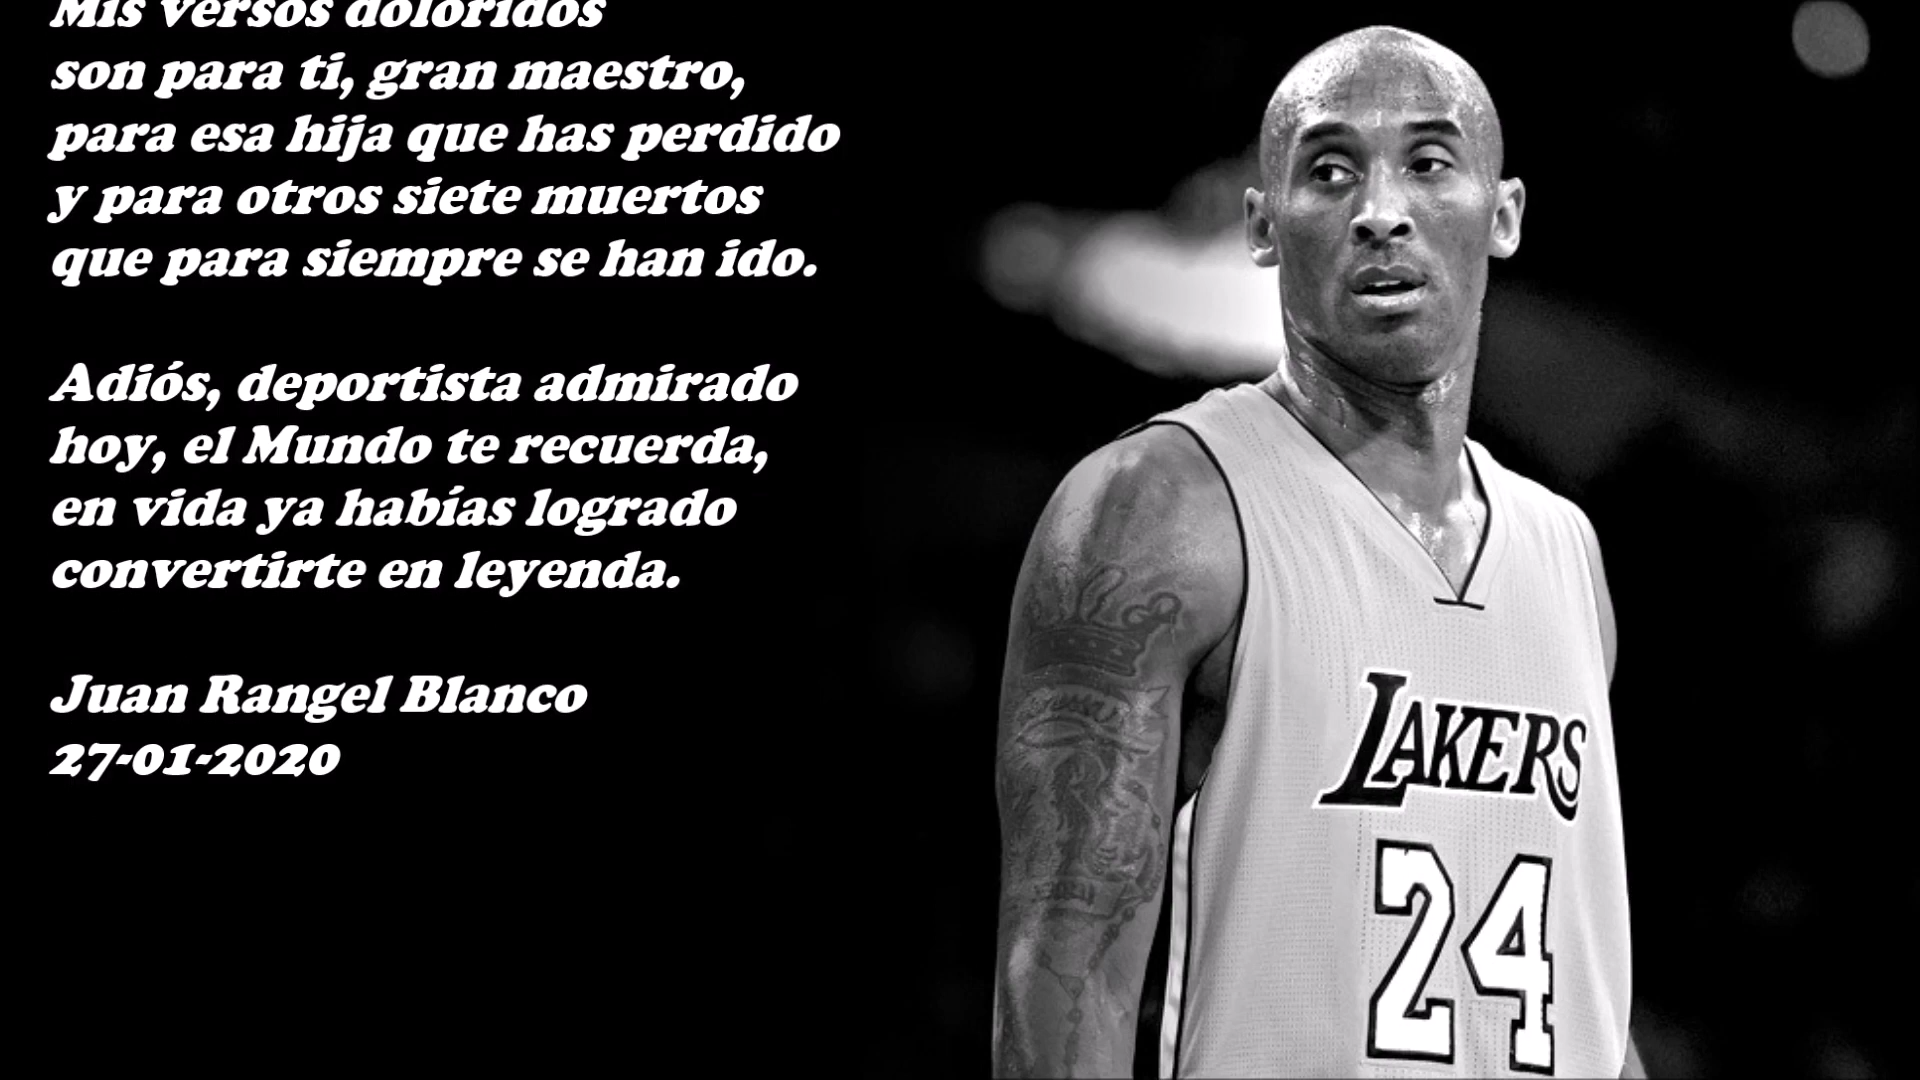 Mis versos doloridos
son para ti, gran maestro,
para esa hija que has perdido
y para otros siete muertos
que para siempre se han ido.
Adiós, deportista admirado
hoy, el Mundo te recuerda,
en vida ya habías logrado
convertirte en leyenda.
Juan Rangel Blanco
27-01-2020
LAKERS
24